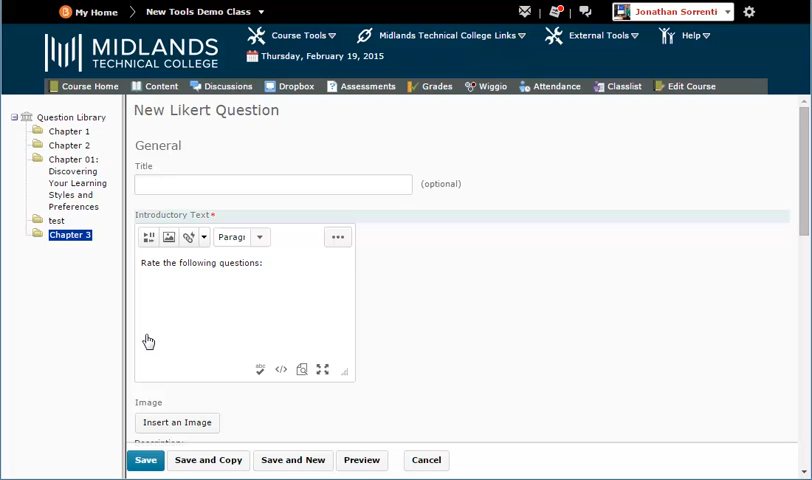 My Home
New Tools Demo Class
Jonathan Sorrenti
MIDLANDS
TECHNICAL COLLEGE
Course Tools
Midlands Technical College Links
External Tools
Help
Thursday, February 19, 2015
Course Home
Content
Discussions
Dropbox
Assessments
Grades
Wiggio
Attendance
Classlist
Edit Course
Question Library
Chapter 1
Chapter 2
Chapter 01:
Discovering
Your Learning
Styles and
Preferences
test
Chapter 3
New Likert Question
General
Title
(optional)
Introductory Text*
Paragr
Rate the following questions:
abc
Image
Insert an Image
Description:
Save
Save and Copy
Save and New
Preview
Cancel